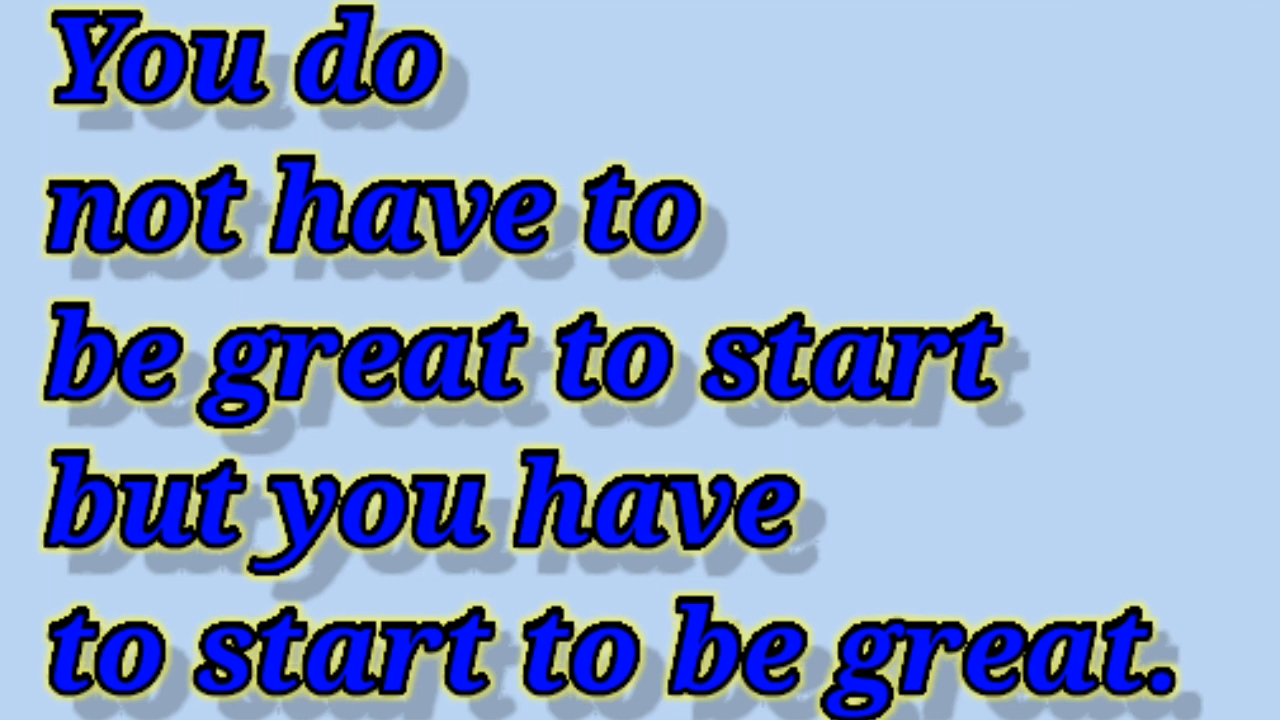 You do
not have to
be great to start
but you have
to start to be great.